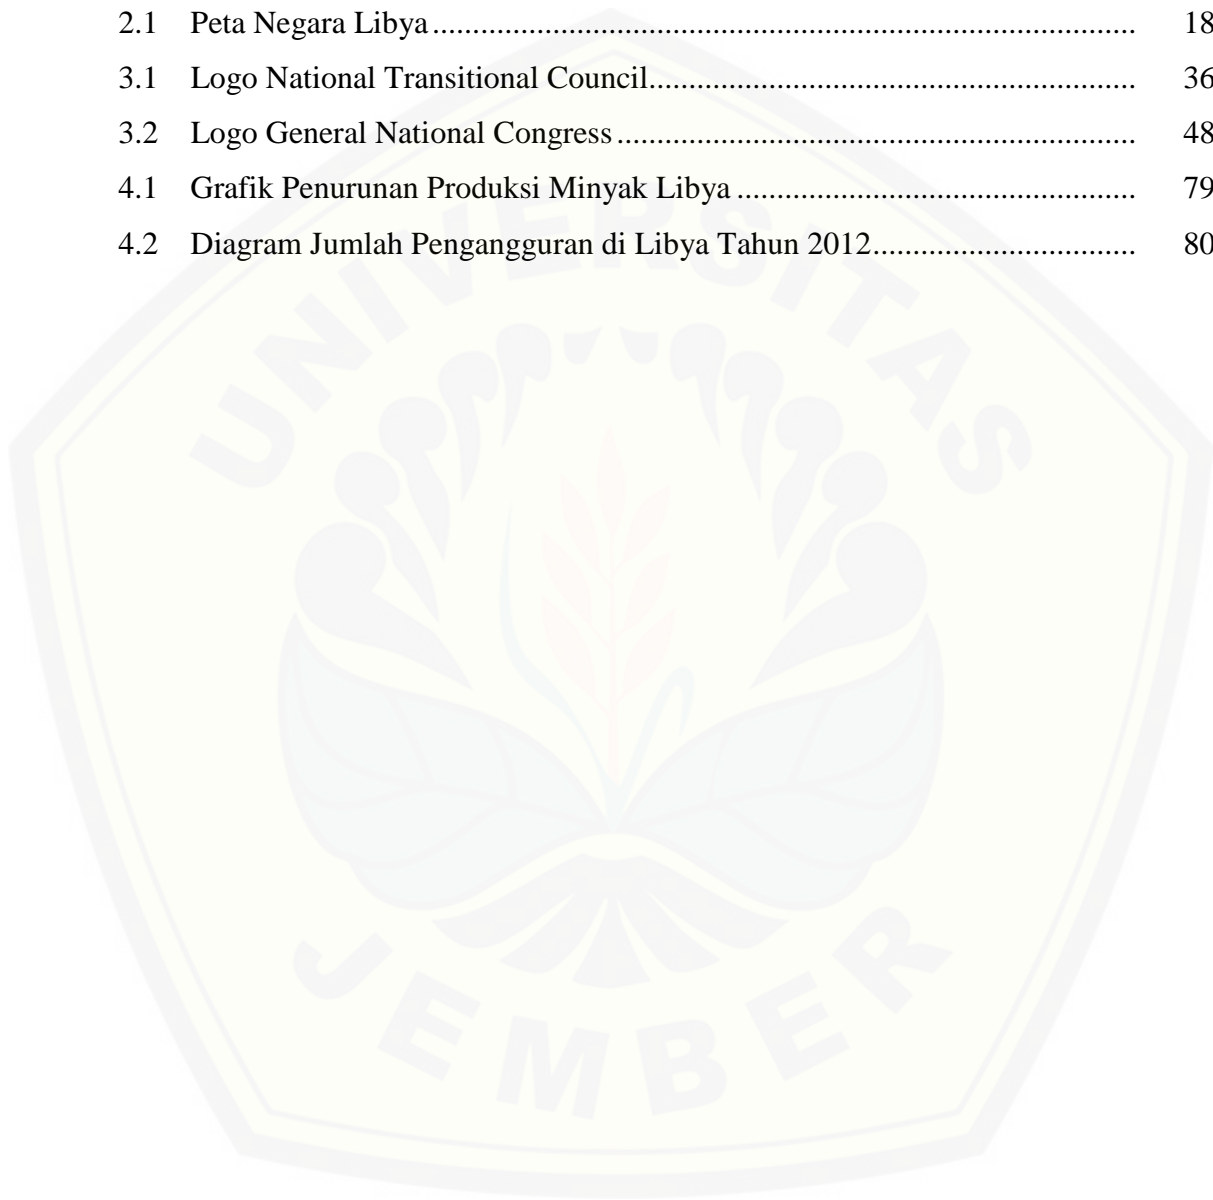 2.1 Peta Negara Libya ........................................................................ 18
3.1 Logo National Transitional Council.................................................. 36
3.2 Logo General National Congress ..................................................... 48
4.1 Grafik Penurunan Produksi Minyak Libya ......................................... 79
4.2 Diagram Jumlah Pengangguran di Libya Tahun 2012........................... 80
UNIVERSITAS
JEMBER